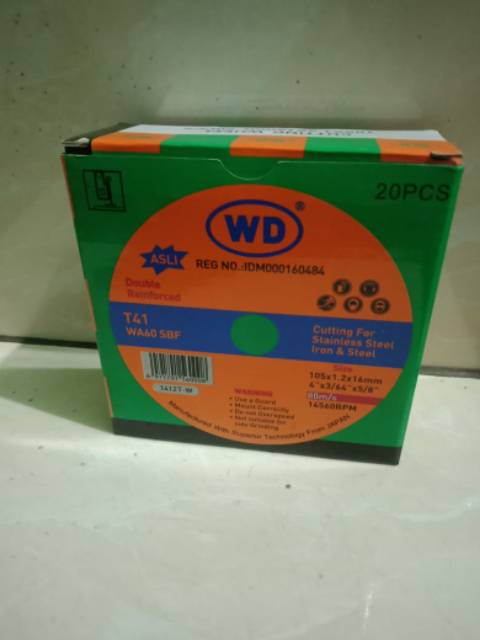 20PCS
WD®
REG NO.:IDM000160484
ASLI
Double
Reinforced
T41
WA60 SBF
Cutting For
Stainless Steel
Iron & Steel
Size
105x1.2x16mm
4"x3/64"x5/8"
80m/s
14560RPM
WARNING
• Use a Guard
• Mount Correctly
• Do not Overspeed
• Not suitable for
side Grinding
Manufactured With Superior Technology From JAPAN